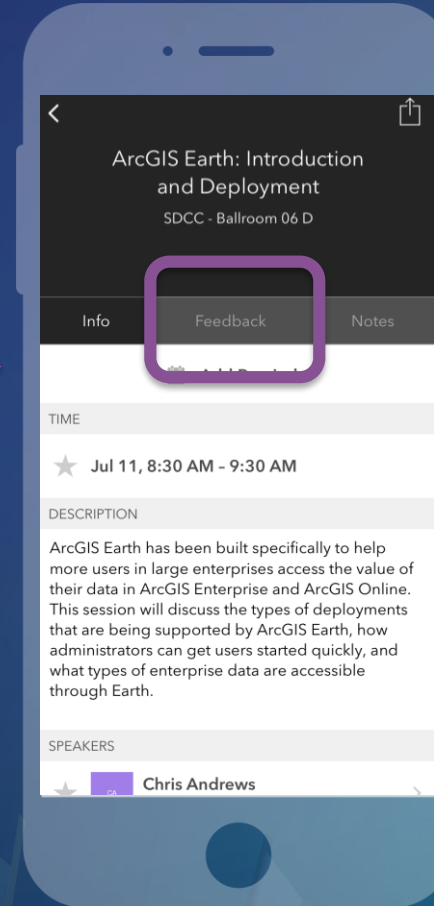 ArcGIS Earth: Introduction
and Deployment
SDCC - Ballroom 06 D
Info
Feedback
Notes
TIME
Jul 11, 8:30 AM – 9:30 AM
DESCRIPTION
ArcGIS Earth has been built specifically to help
more users in large enterprises access the value of
their data in ArcGIS Enterprise and ArcGIS Online.
This session will discuss the types of deployments
that are being supported by ArcGIS Earth, how
administrators can get users started quickly, and
what types of enterprise data are accessible
through Earth.
SPEAKERS
CA
Chris Andrews